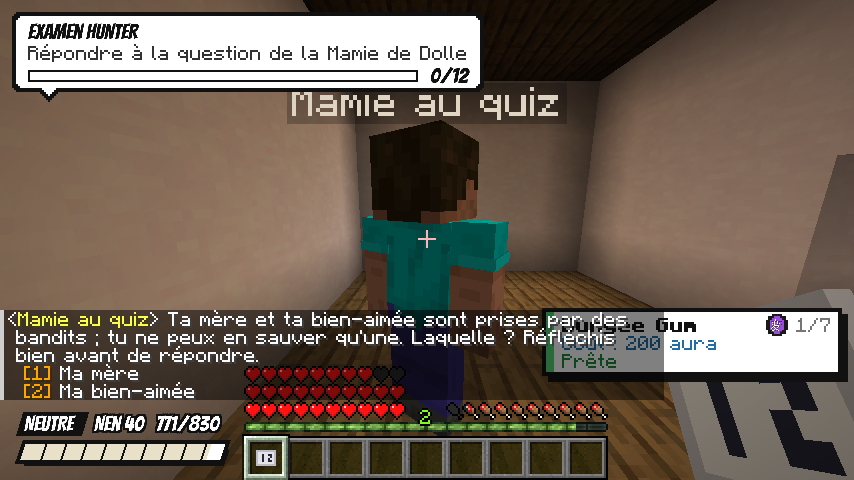 EXAMEN HUNTER
Répondre à la question de la Mamie de Dolle
0/12
Mamie au quiz
<Mamie au quiz> Ta mère et ta bien-aimée sont prises par des
bandits ; tu ne peux en sauver qu'une. Laquelle ? Réfléchis
bien avant de répondre.
[1] Ma mère
[2] Ma bien-aimée
Bungee Gum
1/7
Coût: 200 aura
Prête
NEUTRE NEN 40 771/830
2
12
12